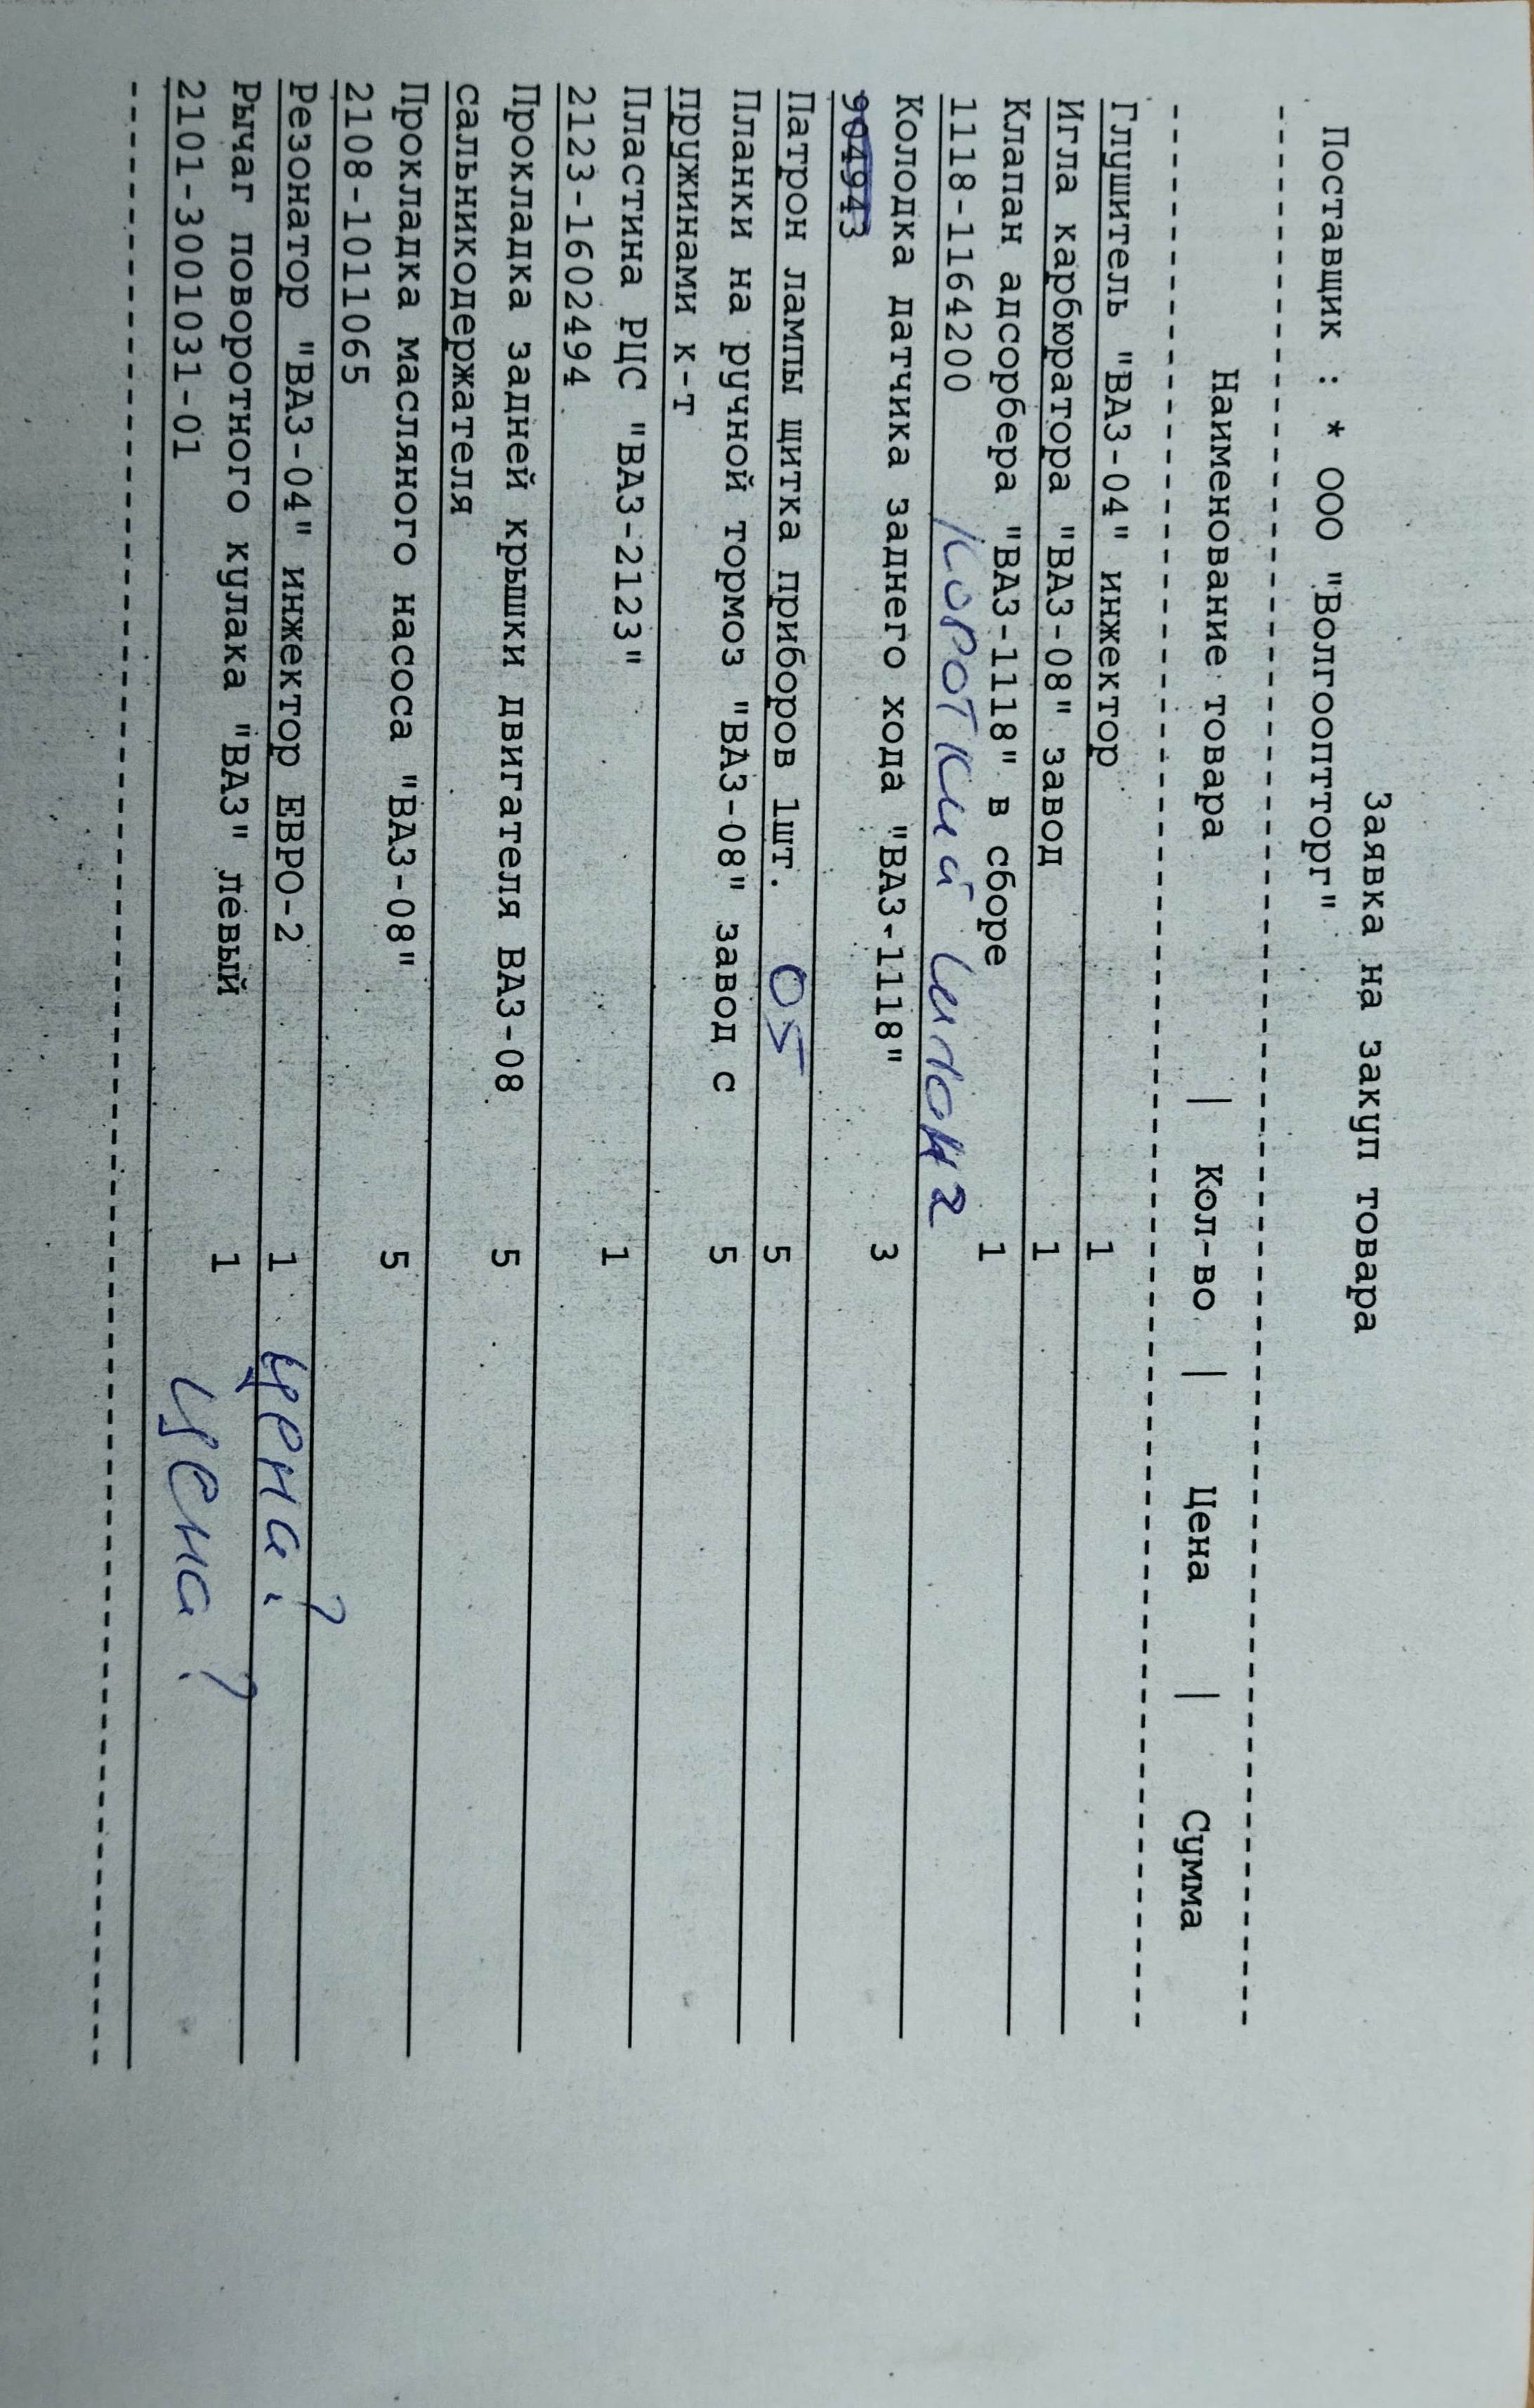 Заявка на закуп товара
Поставщик : * ООО "Волгооптторг"
Наименование товара | Кол-во | Цена | Сумма
Глушитель "ВАЗ-04" инжектор 1
Игла карбюратора "ВАЗ-08" завод 1
Клапан адсорбера "ВАЗ-1118" в сборе 1
1118-1164200 короткий шланг
Колодка датчика заднего хода "ВАЗ-1118" 3
904943
Патрон лампы щитка приборов 1шт. 05 5
Планки на ручной тормоз "ВАЗ-08" завод с 5
пружинами к-т
Пластина РЦС "ВАЗ-2123" 1
2123-1602494
Прокладка задней крышки двигателя ВАЗ-08 5
сальникодержателя
Прокладка масляного насоса "ВАЗ-08" 5
2108-1011065
Резонатор "ВАЗ-04" инжектор ЕВРО-2 1 цена?
Рычаг поворотного кулака "ВАЗ" левый 1 цена?
2101-3001031-01